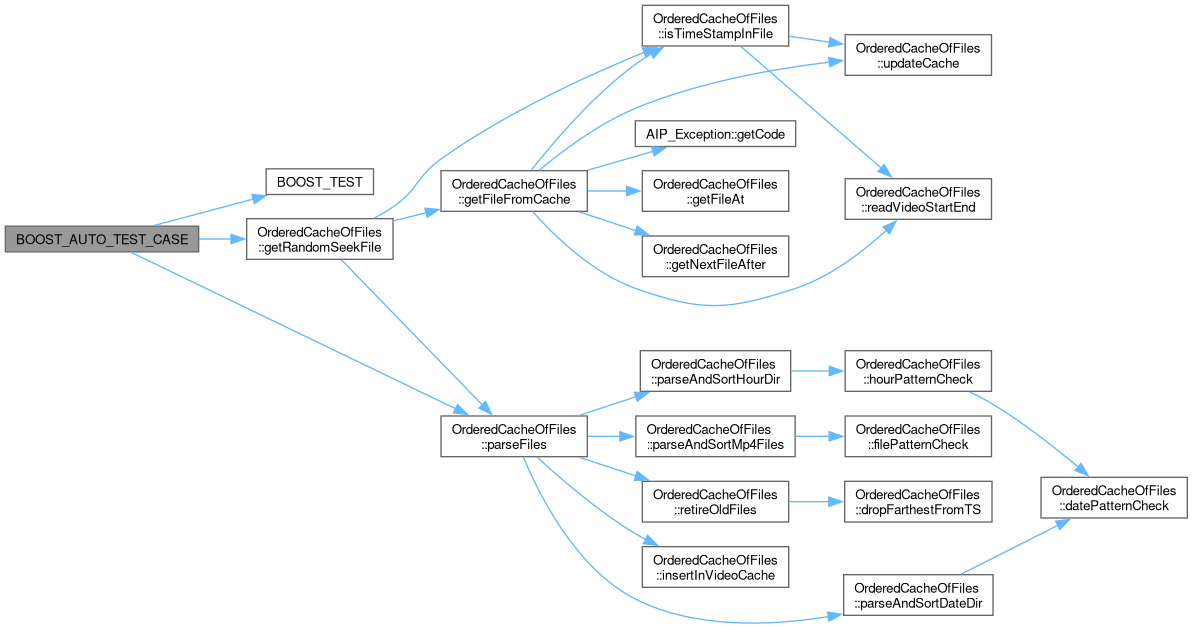 BOOST_AUTO_TEST_CASE
BOOST_TEST
OrderedCacheOfFiles
::getRandomSeekFile
OrderedCacheOfFiles
::getFileFromCache
OrderedCacheOfFiles
::isTimeStampInFile
OrderedCacheOfFiles
::updateCache
AIP_Exception::getCode
OrderedCacheOfFiles
::getFileAt
OrderedCacheOfFiles
::getNextFileAfter
OrderedCacheOfFiles
::readVideoStartEnd
OrderedCacheOfFiles
::parseFiles
OrderedCacheOfFiles
::parseAndSortHourDir
OrderedCacheOfFiles
::hourPatternCheck
OrderedCacheOfFiles
::parseAndSortMp4Files
OrderedCacheOfFiles
::filePatternCheck
OrderedCacheOfFiles
::retireOldFiles
OrderedCacheOfFiles
::dropFarthestFromTS
OrderedCacheOfFiles
::insertInVideoCache
OrderedCacheOfFiles
::parseAndSortDateDir
OrderedCacheOfFiles
::datePatternCheck